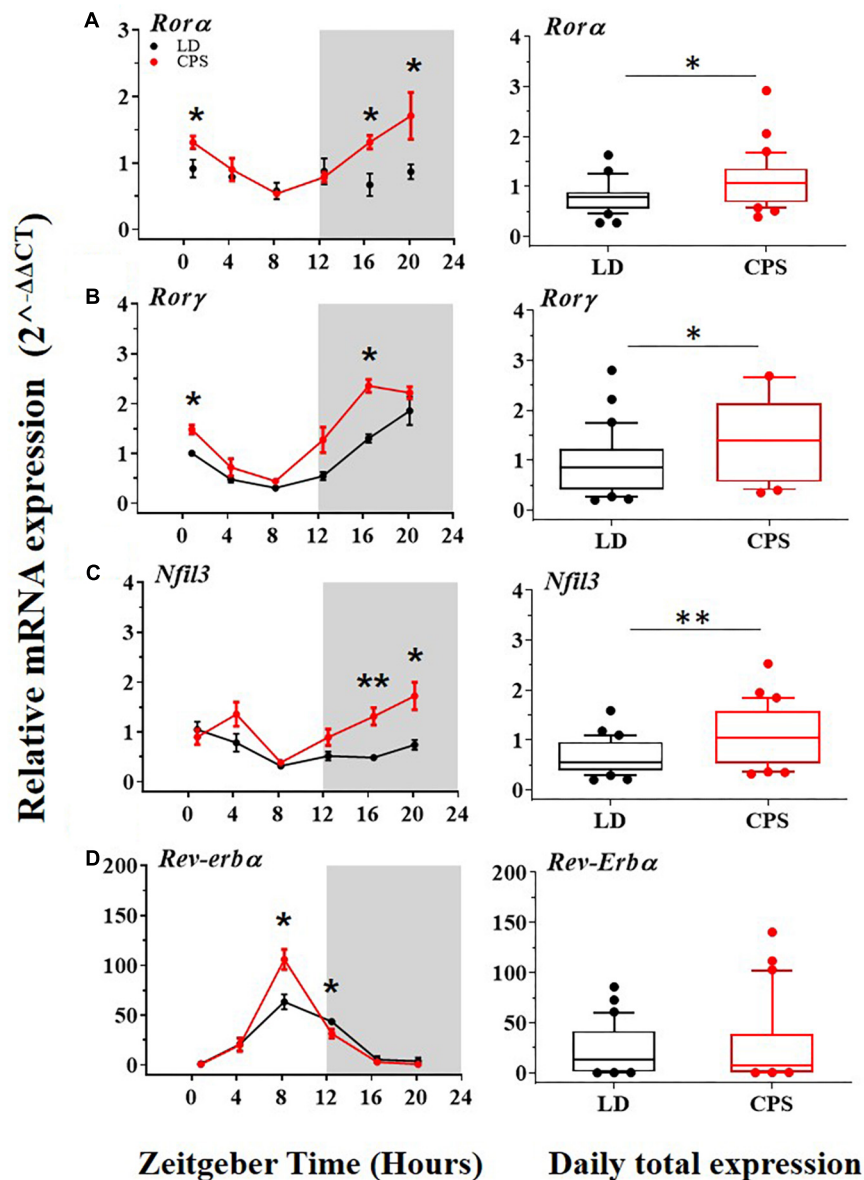 Relative mRNA expression (2^-ΔΔCT)
A
Rorα
LD
CPS
3
2
1
0
*
*
*
0 4 8 12 16 20 24
Rorα
4
3
2
1
0
*
LD CPS
B
Rorγ
4
3
2
1
0
*
*
0 4 8 12 16 20 24
Rorγ
4
3
2
1
0
*
LD CPS
C
Nfil3
4
3
2
1
0
**
*
0 4 8 12 16 20 24
Nfil3
4
3
2
1
0
**
LD CPS
D
Rev-erbα
200
150
100
50
0
*
*
0 4 8 12 16 20 24
Rev-Erbα
200
150
100
50
0
LD CPS
Zeitgeber Time (Hours)
Daily total expression